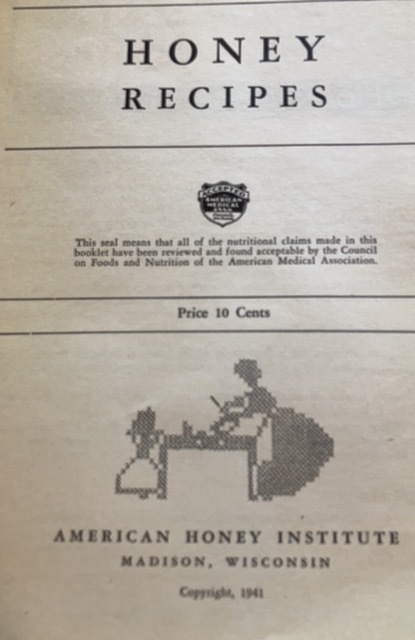 HONEY
RECIPES
ACCEPTED
AMERICAN
MEDICAL
ASSN.
This seal means that all of the nutritional claims made in this
booklet have been reviewed and found acceptable by the Council
on Foods and Nutrition of the American Medical Association.
Price 10 Cents
AMERICAN HONEY INSTITUTE
MADISON, WISCONSIN
Copyright, 1941